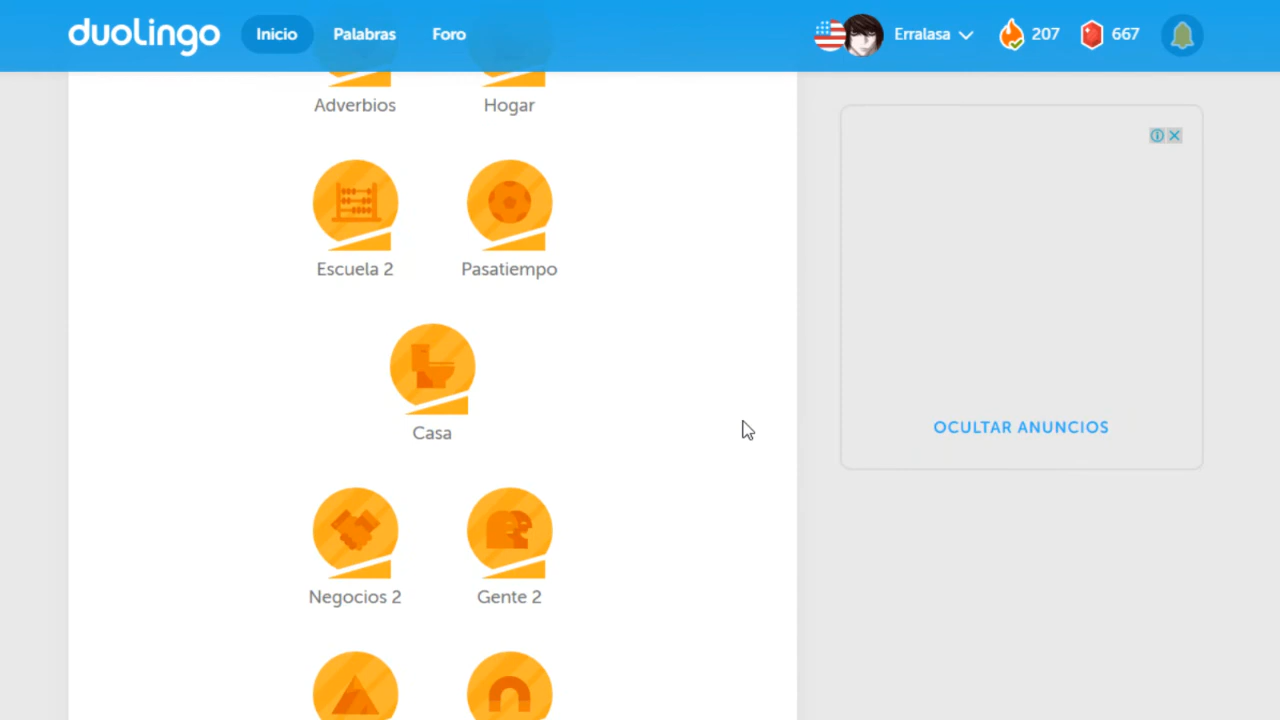 duolingo Inicio Palabras Foro Erralasa 207 667
Adverbios Hogar
Escuela 2 Pasatiempo
OCULTAR ANUNCIOS
Casa
Negocios 2 Gente 2